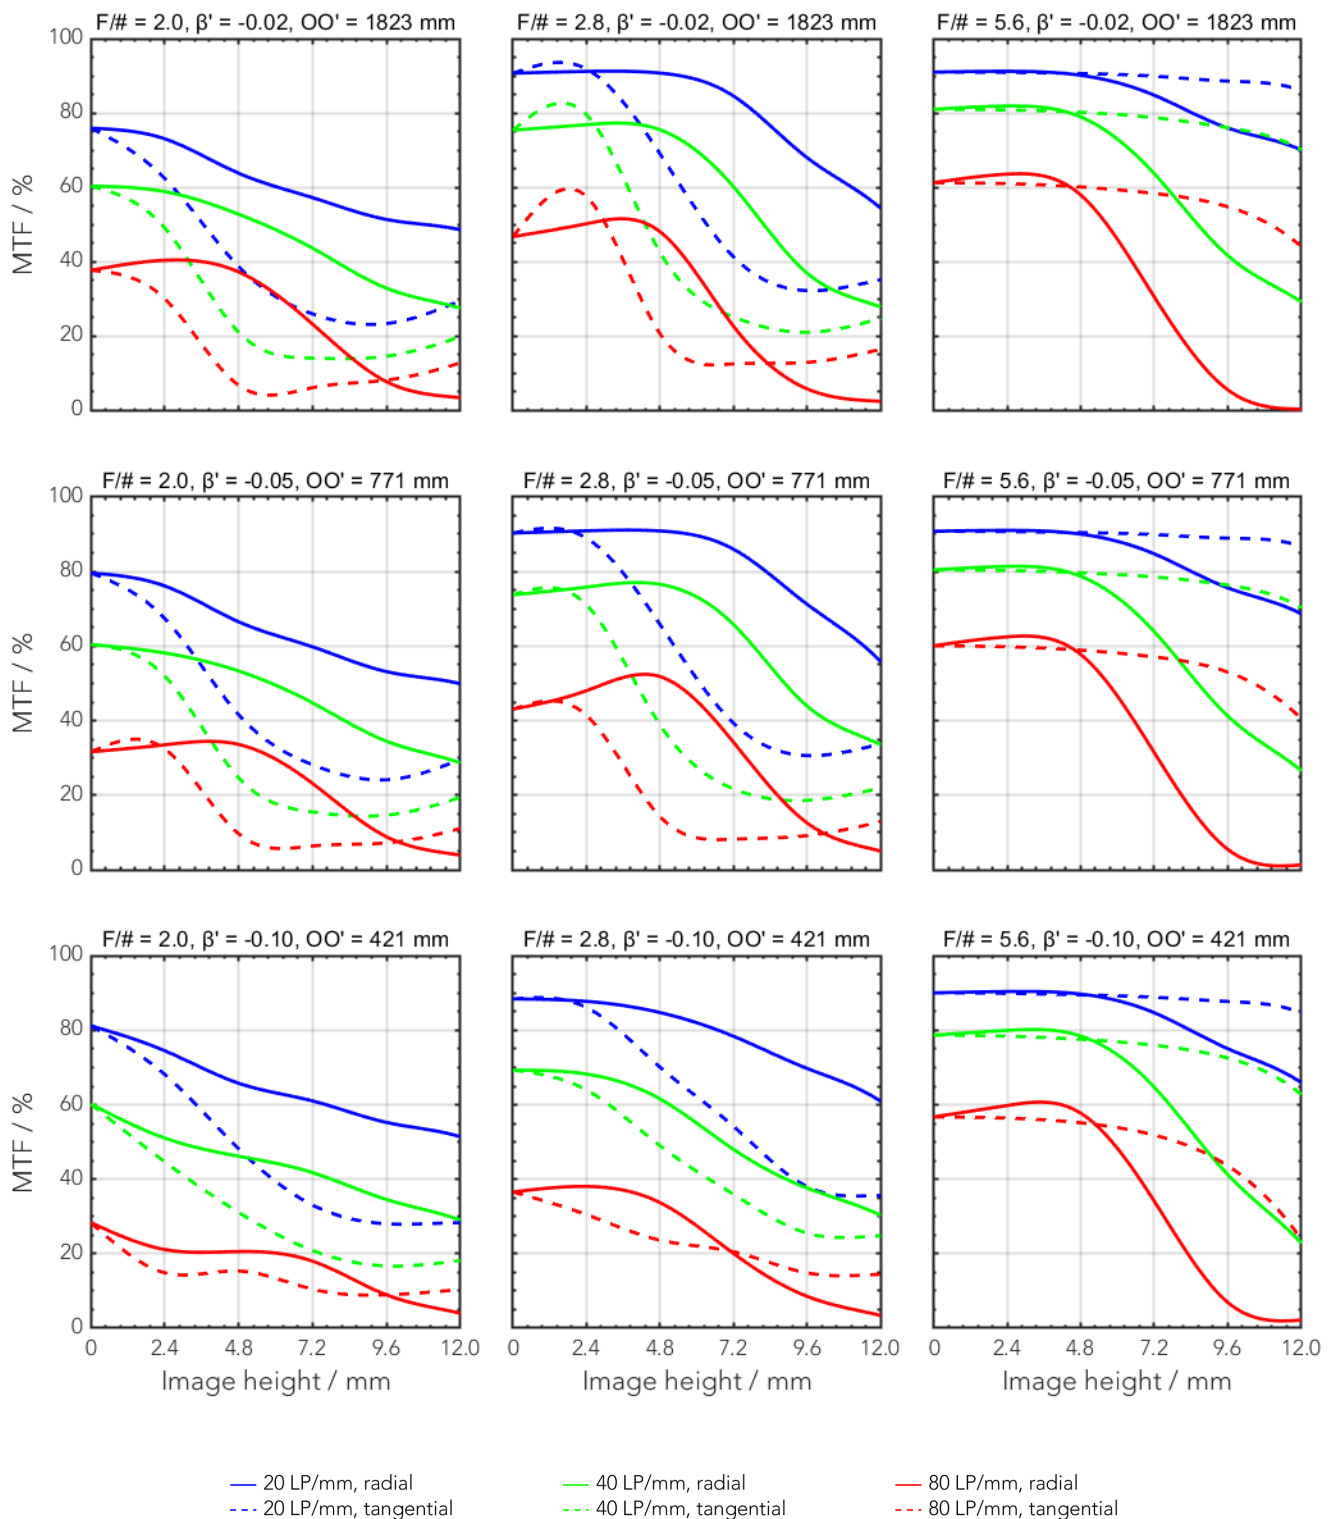 F/# = 2.0, β' = -0.02, OO' = 1823 mm
F/# = 2.8, β' = -0.02, OO' = 1823 mm
F/# = 5.6, β' = -0.02, OO' = 1823 mm
100
80
60
40
20
0
MTF / %
F/# = 2.0, β' = -0.05, OO' = 771 mm
F/# = 2.8, β' = -0.05, OO' = 771 mm
F/# = 5.6, β' = -0.05, OO' = 771 mm
100
80
60
40
20
0
MTF / %
F/# = 2.0, β' = -0.10, OO' = 421 mm
F/# = 2.8, β' = -0.10, OO' = 421 mm
F/# = 5.6, β' = -0.10, OO' = 421 mm
100
80
60
40
20
0
MTF / %
0 2.4 4.8 7.2 9.6 12.0
0 2.4 4.8 7.2 9.6 12.0
0 2.4 4.8 7.2 9.6 12.0
Image height / mm
Image height / mm
Image height / mm
20 LP/mm, radial
40 LP/mm, radial
80 LP/mm, radial
20 LP/mm, tangential
40 LP/mm, tangential
80 LP/mm, tangential